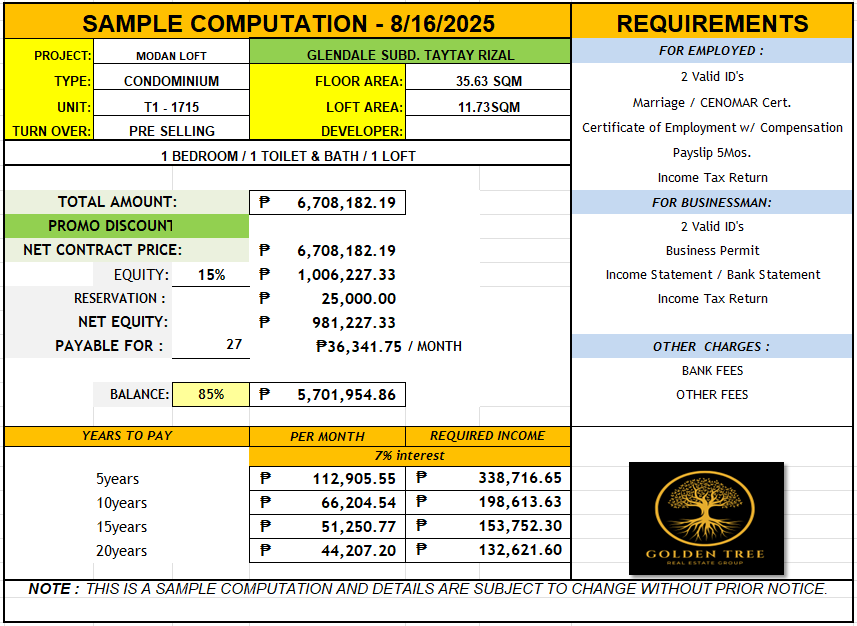 SAMPLE COMPUTATION - 8/16/2025
PROJECT: MODAN LOFT GLENDALE SUBD. TAYTAY RIZAL
TYPE: CONDOMINIUM FLOOR AREA: 35.63 SQM
UNIT: T1 - 1715 LOFT AREA: 11.73SQM
TURN OVER: PRE SELLING DEVELOPER:
1 BEDROOM / 1 TOILET & BATH / 1 LOFT
TOTAL AMOUNT: ₱ 6,708,182.19
PROMO DISCOUNT
NET CONTRACT PRICE: ₱ 6,708,182.19
EQUITY: 15% ₱ 1,006,227.33
RESERVATION : ₱ 25,000.00
NET EQUITY: ₱ 981,227.33
PAYABLE FOR : 27 ₱36,341.75 / MONTH
BALANCE: 85% ₱ 5,701,954.86
YEARS TO PAY PER MONTH REQUIRED INCOME
7% interest
5years ₱ 112,905.55 ₱ 338,716.65
10years ₱ 66,204.54 ₱ 198,613.63
15years ₱ 51,250.77 ₱ 153,752.30
20years ₱ 44,207.20 ₱ 132,621.60
REQUIREMENTS
FOR EMPLOYED :
2 Valid ID's
Marriage / CENOMAR Cert.
Certificate of Employment w/ Compensation
Payslip 5Mos.
Income Tax Return
FOR BUSINESSMAN:
2 Valid ID's
Business Permit
Income Statement / Bank Statement
Income Tax Return
OTHER CHARGES :
BANK FEES
OTHER FEES
GOLDEN TREE
REAL ESTATE GROUP
NOTE : THIS IS A SAMPLE COMPUTATION AND DETAILS ARE SUBJECT TO CHANGE WITHOUT PRIOR NOTICE.